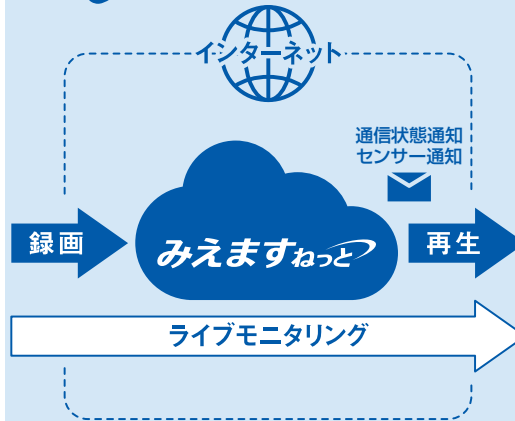 インターネット
通信状態通知
センサー通知
録画
みえますねっと
再生
ライブモニタリング